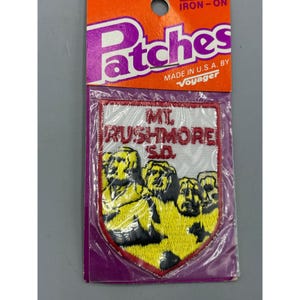 IRON-ON
Patches
MADE IN U.S.A. BY
Voyager
MT.
RUSHMORE
S.D.